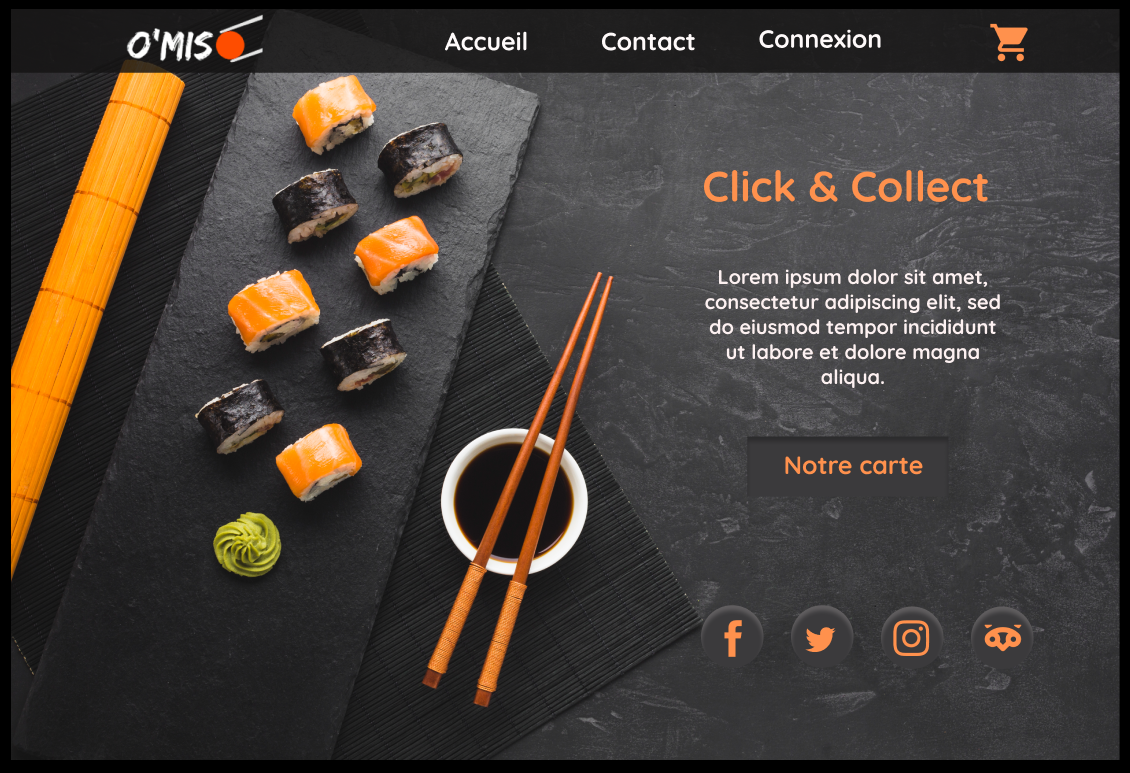 O'MISO
Accueil
Contact
Connexion
Click & Collect
Lorem ipsum dolor sit amet,
consectetur adipiscing elit, sed
do eiusmod tempor incididunt
ut labore et dolore magna
aliqua.
Notre carte